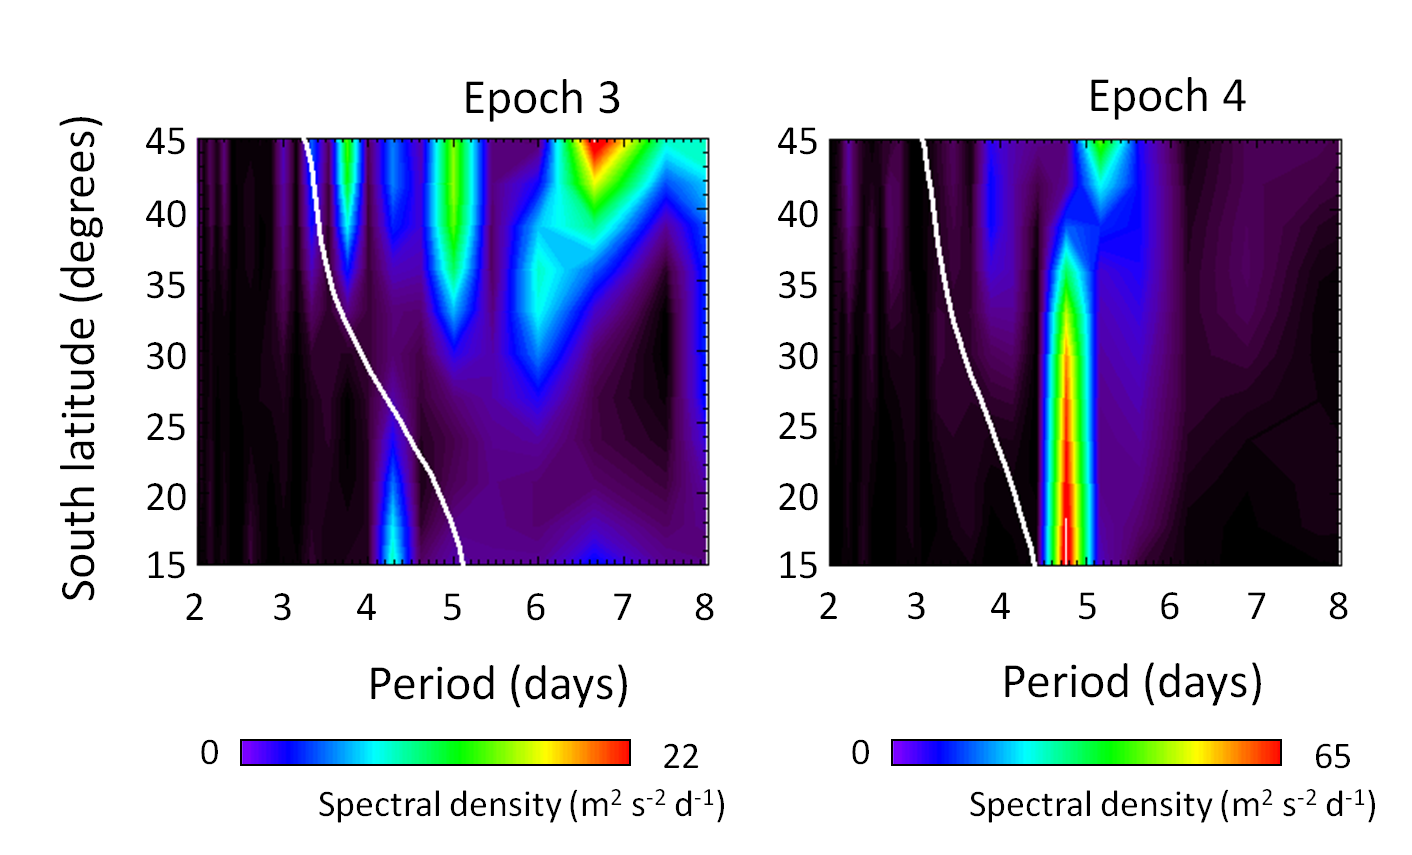 Epoch 3
Epoch 4
South latitude (degrees)
45
40
35
30
25
20
15
2 3 4 5 6 7 8
45
40
35
30
25
20
15
2 3 4 5 6 7 8
Period (days)
Period (days)
0 22
Spectral density (m² s⁻² d⁻¹)
0 65
Spectral density (m² s⁻² d⁻¹)